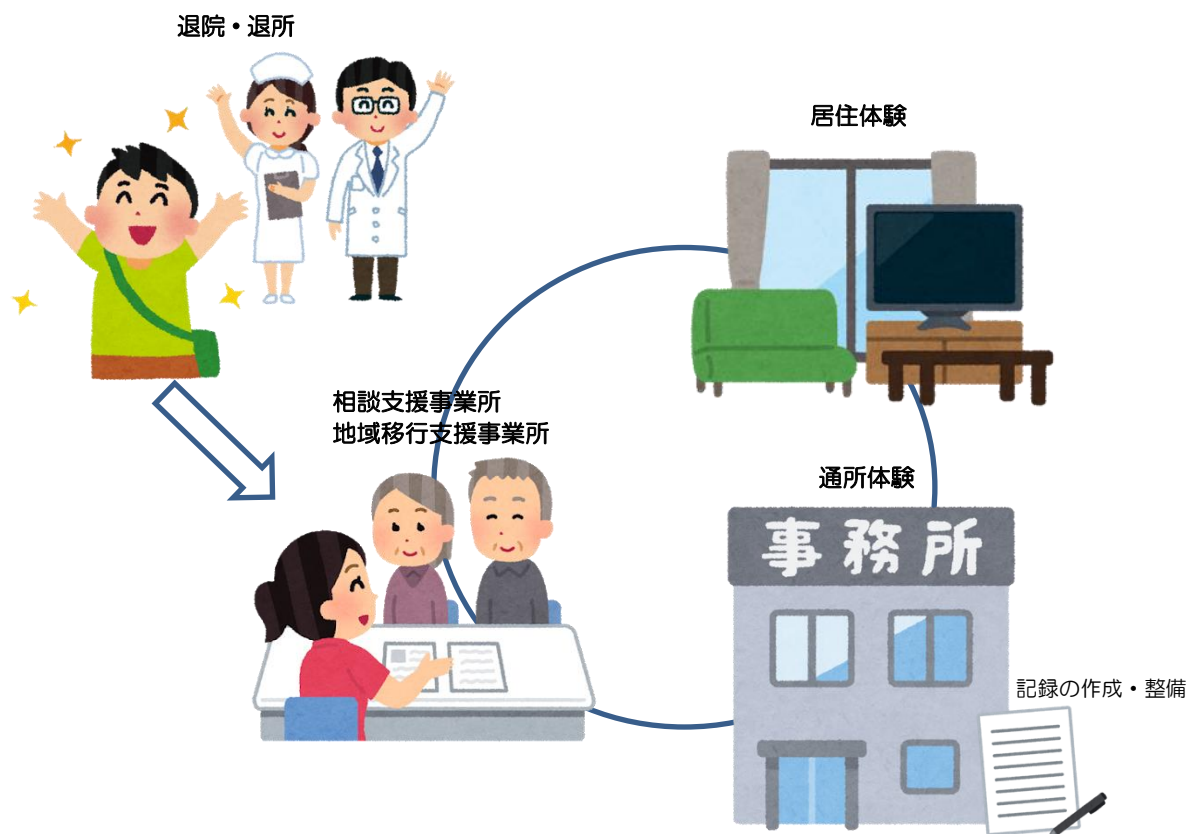 退院・退所
居住体験
相談支援事業所
地域移行支援事業所
通所体験
事務所
記録の作成・整備